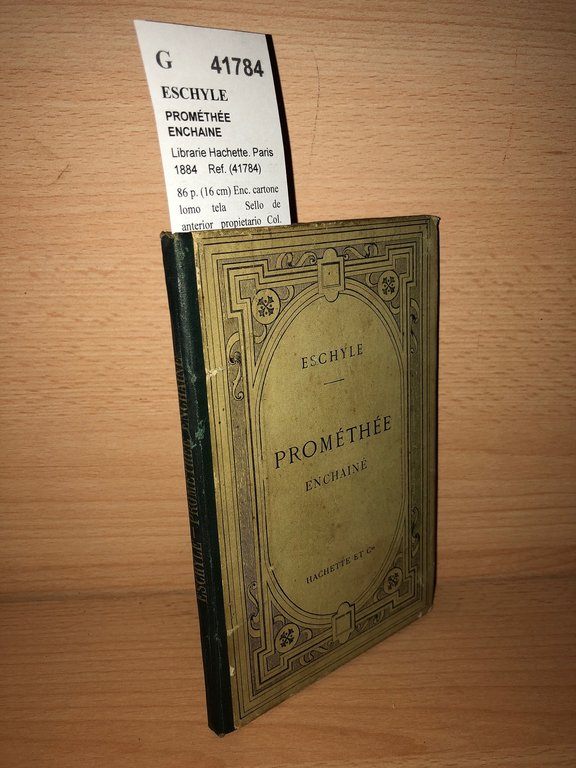 G 41784
ESCHYLE
PROMÉTHÉE
ENCHAINE
Librarie Hachette. Paris
1884 Ref. (41784)
86 p. (16 cm) Enc. cartone
lomo tela Sello de
anterior propietario Col.
ESCHYLE
PROMÉTHÉE
ENCHAINÉ
HACHETTE ET Cie
ESCHYLE — PROMÉTHÉE ENCHAINÉ